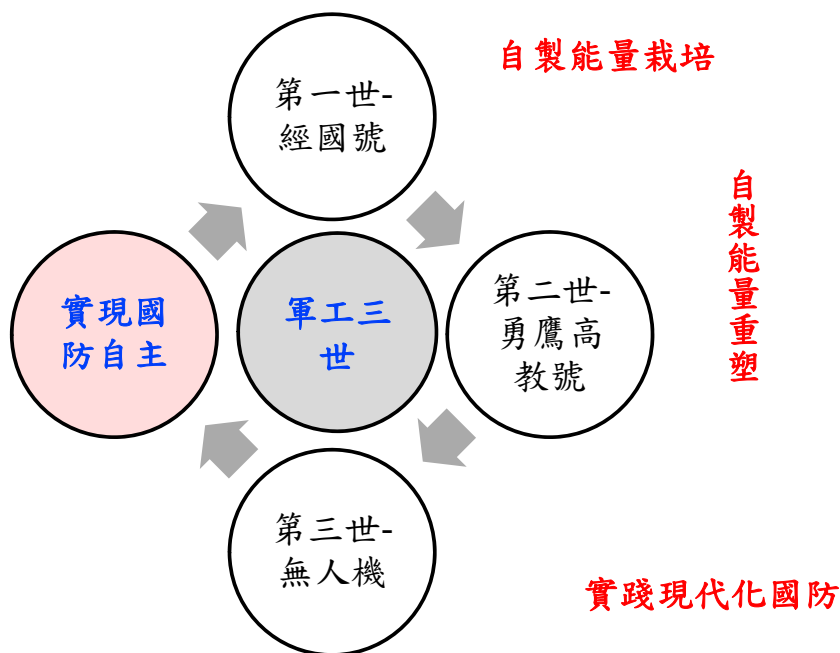 自製能量栽培
第一世-
經國號
自製能量重塑
第二世-
勇鷹高
教號
軍工三
世
實現國
防自主
第三世-
無人機
實踐現代化國防